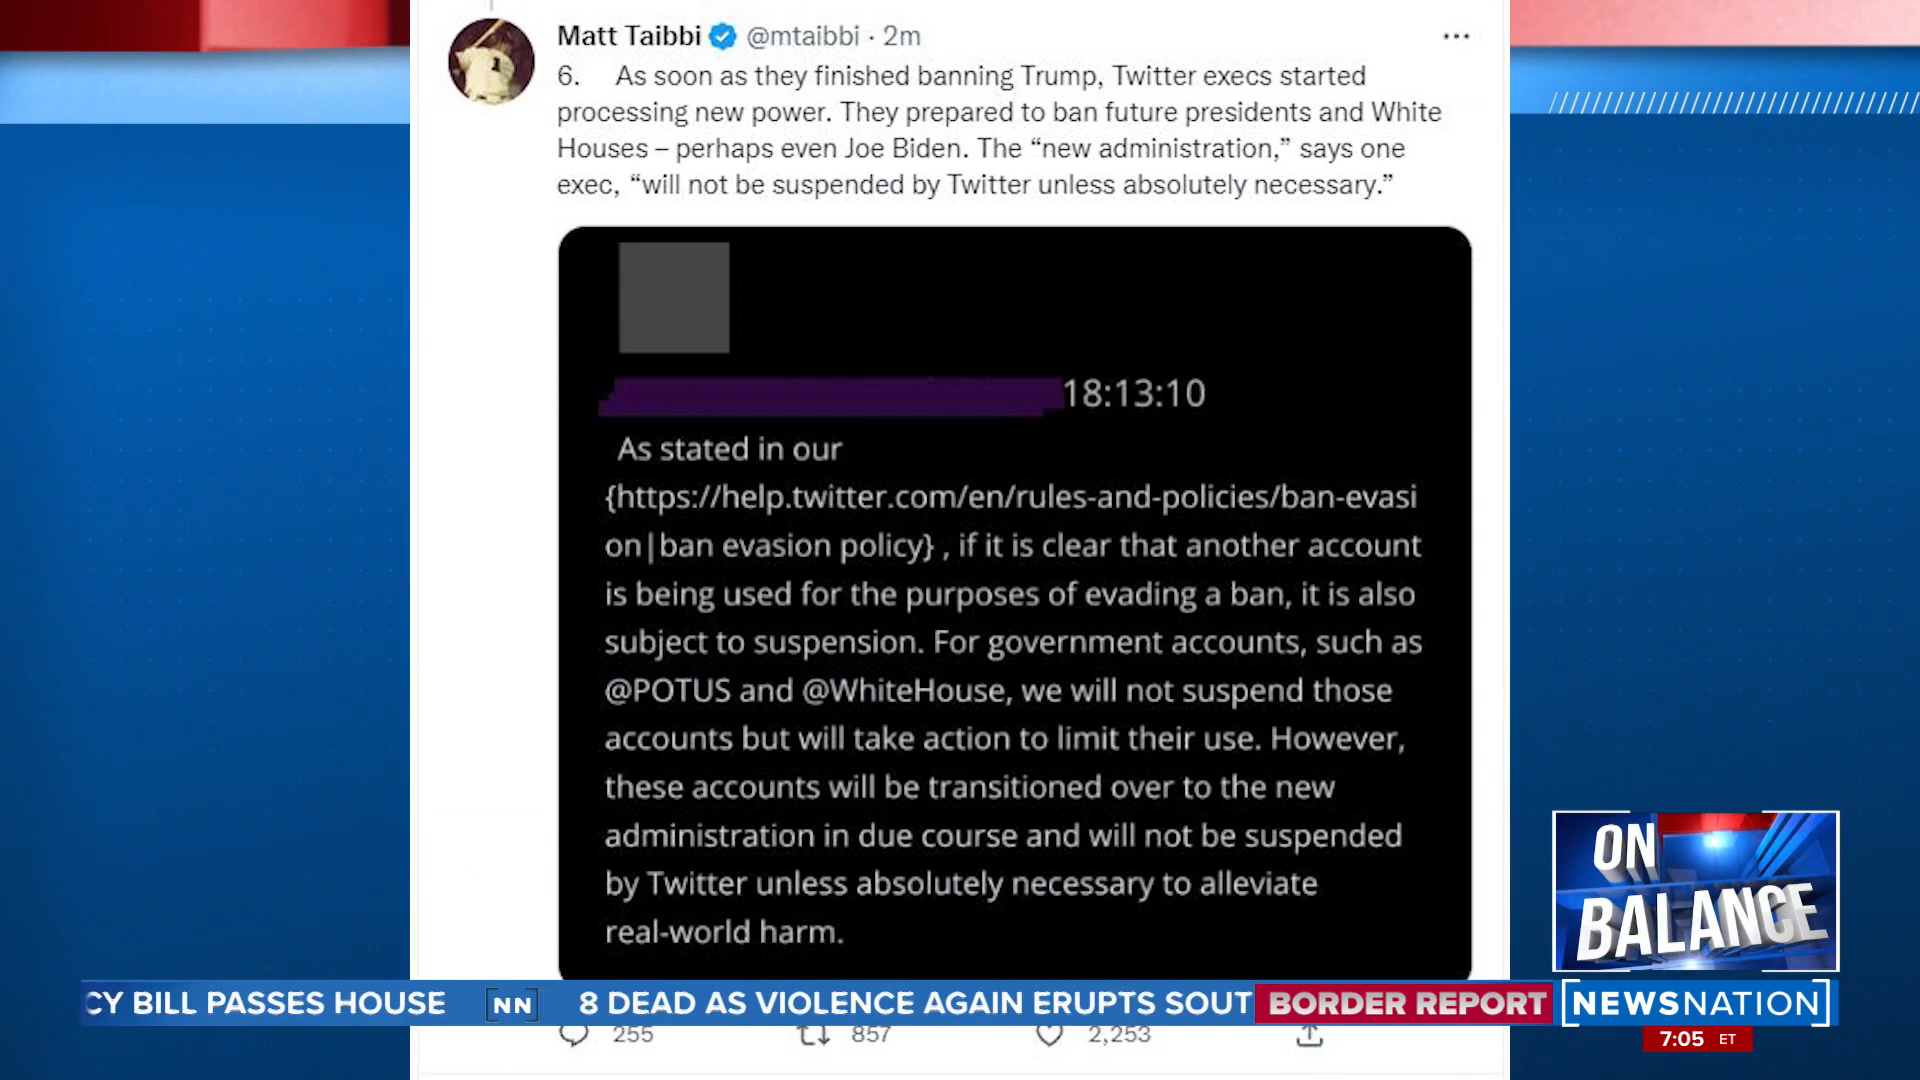 Matt Taibbi @mtaibbi · 2m
6. As soon as they finished banning Trump, Twitter execs started
processing new power. They prepared to ban future presidents and White
Houses – perhaps even Joe Biden. The “new administration,” says one
exec, “will not be suspended by Twitter unless absolutely necessary.”
18:13:10
As stated in our
{https://help.twitter.com/en/rules-and-policies/ban-evasi
on|ban evasion policy} , if it is clear that another account
is being used for the purposes of evading a ban, it is also
subject to suspension. For government accounts, such as
@POTUS and @WhiteHouse, we will not suspend those
accounts but will take action to limit their use. However,
these accounts will be transitioned over to the new
administration in due course and will not be suspended
by Twitter unless absolutely necessary to alleviate
real-world harm.
ON
BALANCE
CY BILL PASSES HOUSE NN 8 DEAD AS VIOLENCE AGAIN ERUPTS SOUT BORDER REPORT NEWSNATION
255 857 2,253
7:05 ET